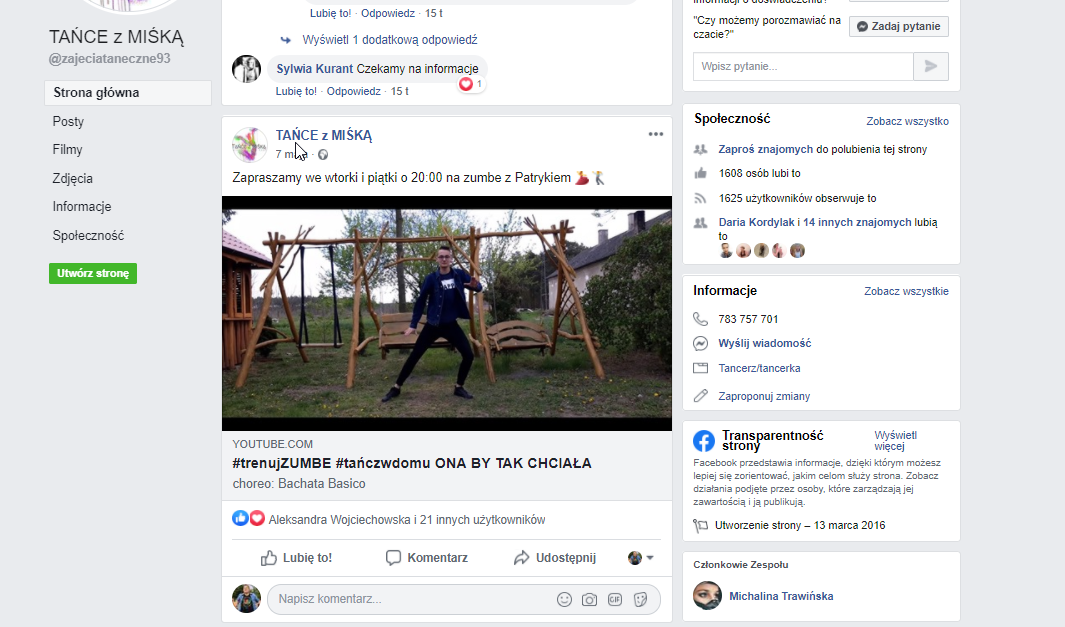 TAŃCE z MIŚKĄ
@zajeciataneczne93
Strona główna
Posty
Filmy
Zdjęcia
Informacje
Społeczność
Utwórz stronę
Lubię to! · Odpowiedz · 15 t
Wyświetl 1 dodatkową odpowiedź
Sylwia Kurant Czekamy na informacje
1
Lubię to! · Odpowiedz · 15 t
TAŃCE z MIŚKĄ
7 m
Zapraszamy we wtorki i piątki o 20:00 na zumbe z Patrykiem
YOUTUBE.COM
#trenujZUMBE #tańczwdomu ONA BY TAK CHCIAŁA
choreo: Bachata Basico
Aleksandra Wojciechowska i 21 innych użytkowników
Lubię to! Komentarz Udostępnij
Napisz komentarz...
GIF
"Czy możemy porozmawiać na
czacie?"
Zadaj pytanie
Wpisz pytanie...
Społeczność Zobacz wszystko
Zaproś znajomych do polubienia tej strony
1608 osób lubi to
1625 użytkowników obserwuje to
Daria Kordylak i 14 innych znajomych lubią
to
Informacje Zobacz wszystkie
783 757 701
Wyślij wiadomość
Tancerz/tancerka
Zaproponuj zmiany
Transparentność
strony
Wyświetl
więcej
Facebook przedstawia informacje, dzięki którym możesz
lepiej się zorientować, jakim celom służy strona. Zobacz
działania podjęte przez osoby, które zarządzają jej
zawartością i ją publikują.
Utworzenie strony – 13 marca 2016
Członkowie Zespołu
Michalina Trawińska